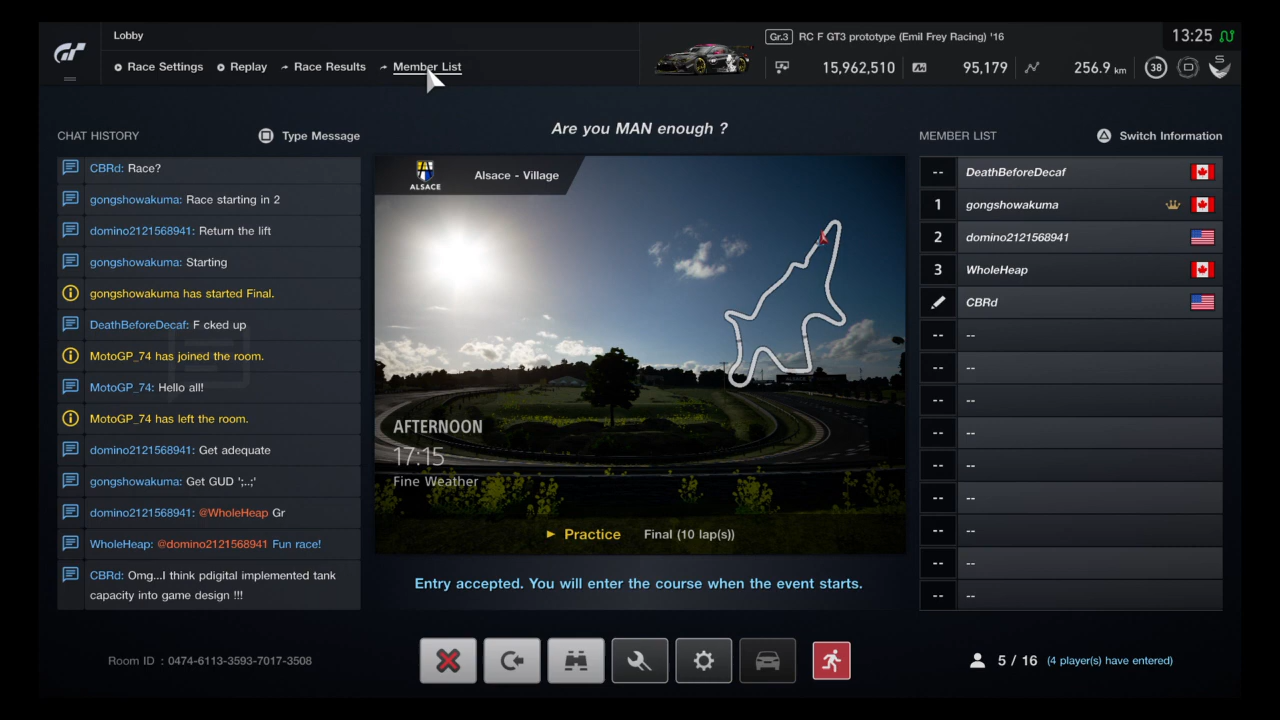 Lobby
Race Settings
Replay
Race Results
Member List
Gr.3 RC F GT3 prototype (Emil Frey Racing) '16
13:25
15,962,510
95,179
256.9 km
38
D
S
Are you MAN enough ?
CHAT HISTORY
Type Message
CBRd: Race?
gongshowakuma: Race starting in 2
domino2121568941: Return the lift
gongshowakuma: Starting
gongshowakuma has started Final.
DeathBeforeDecaf: F cked up
MotoGP_74 has joined the room.
MotoGP_74: Hello all!
MotoGP_74 has left the room.
domino2121568941: Get adequate
gongshowakuma: Get GUD ';..;'
domino2121568941: @WholeHeap Gr
WholeHeap: @domino2121568941 Fun race!
CBRd: Omg...I think pdigital implemented tank
capacity into game design !!!
ALSACE
Alsace - Village
AFTERNOON
17:15
Fine Weather
Practice
Final (10 lap(s))
Entry accepted. You will enter the course when the event starts.
MEMBER LIST
Switch Information
-- DeathBeforeDecaf
1 gongshowakuma
2 domino2121568941
3 WholeHeap
CBRd
-- --
-- --
-- --
-- --
-- --
-- --
-- --
-- --
-- --
Room ID : 0474-6113-3593-7017-3508
5 / 16 (4 player(s) have entered)